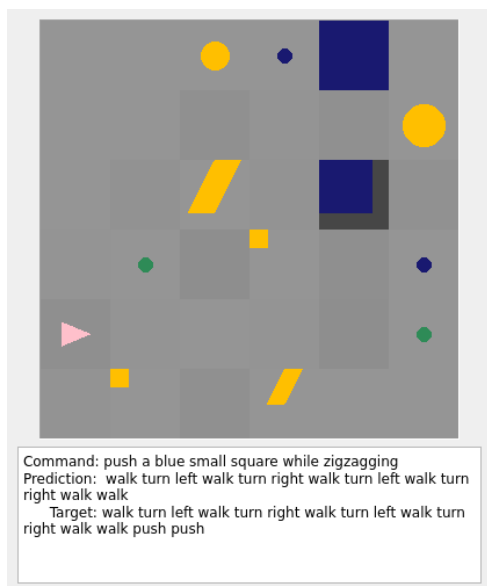 Command: push a blue small square while zigzagging
Prediction:  walk turn left walk turn right walk turn left walk turn
right walk walk
Target: walk turn left walk turn right walk turn left walk turn
right walk walk push push